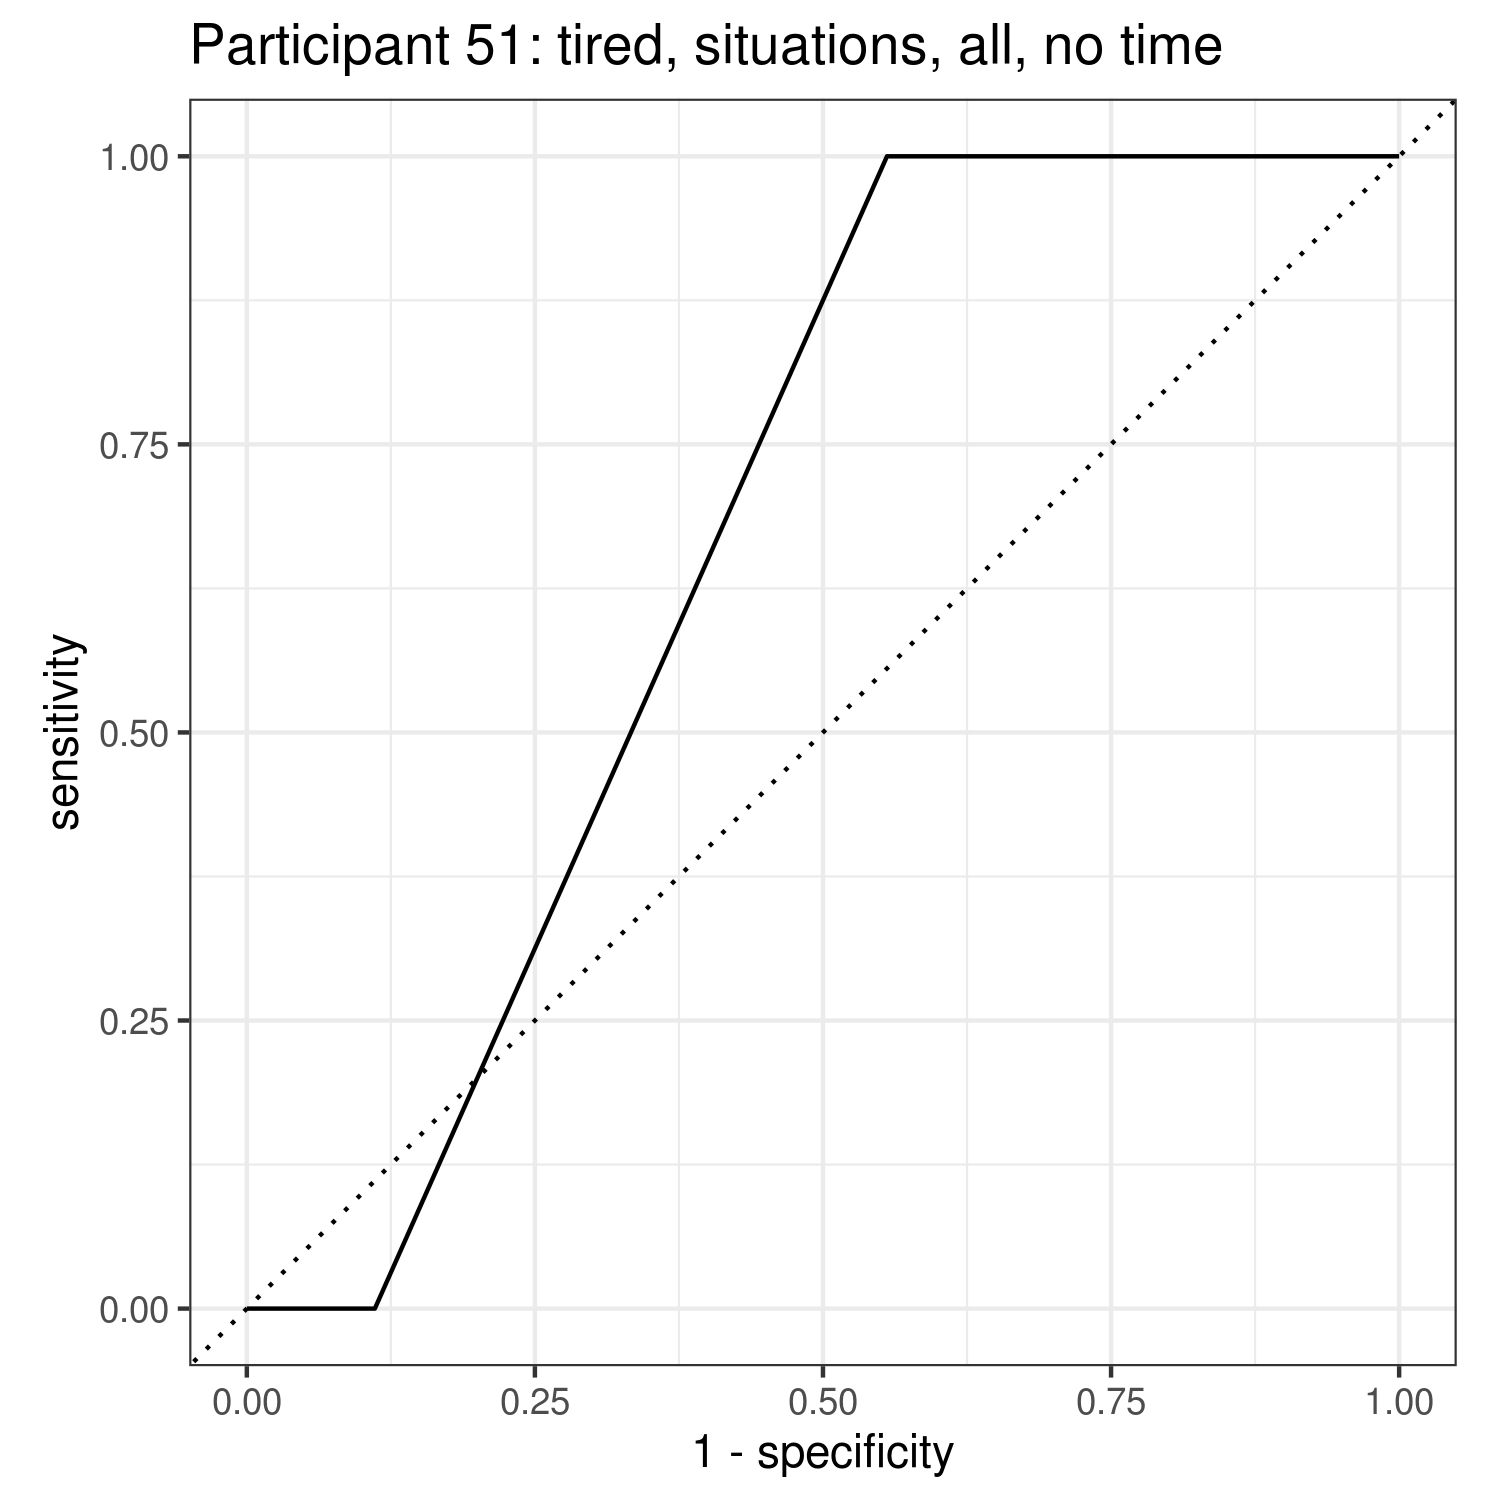 Participant 51: tired, situations, all, no time
1.00
0.75
0.50
0.25
0.00
sensitivity
0.00 0.25 0.50 0.75 1.00
1 - specificity